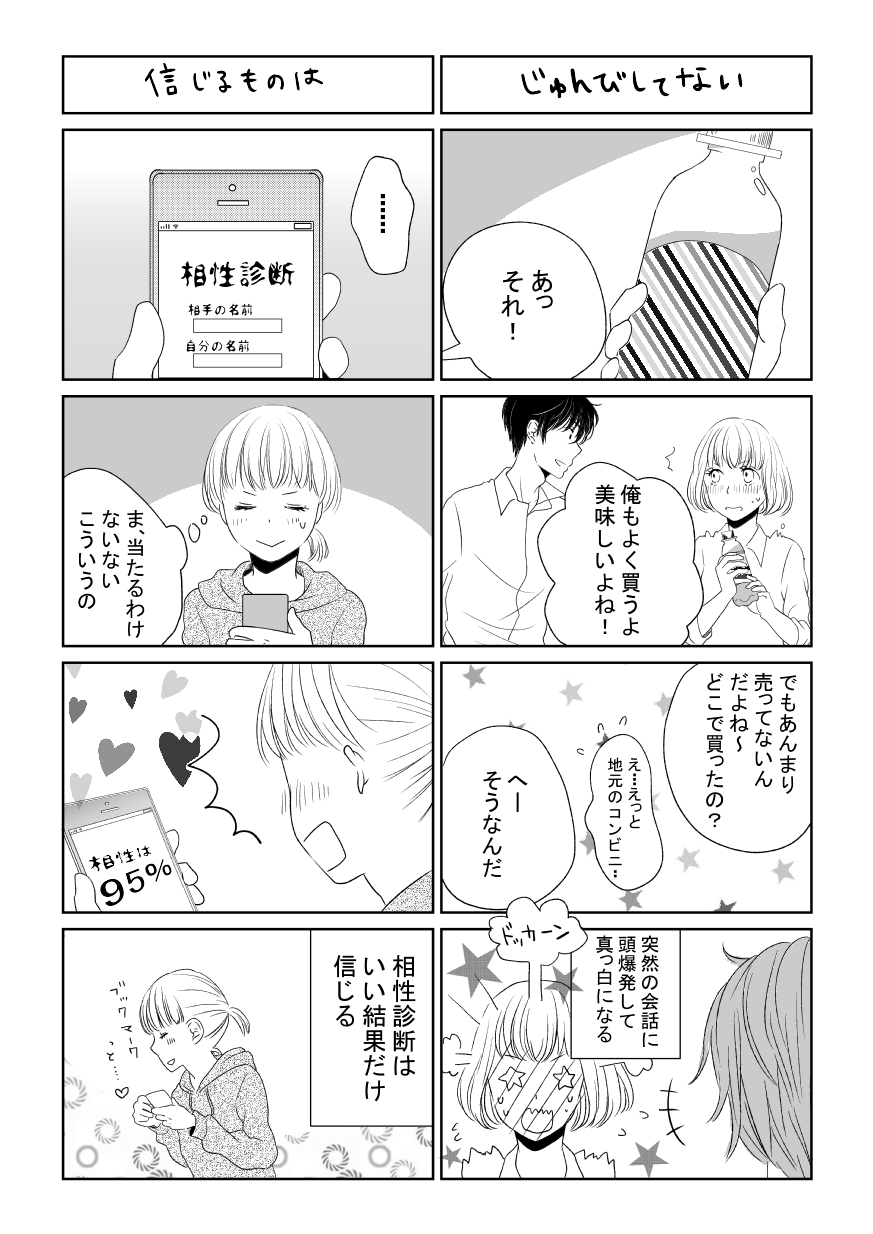 じゅんびしてない
あっ
それ！
俺もよく買うよ
美味しいよね！
でもあんまり
売ってないん
だよね～
どこで買ったの？
え…えっと
地元のコンビニ…
へー
そうなんだ
ドッカーン
突然の会話に
頭爆発して
真っ白になる
信じるものは
……
相性診断
相手の名前
自分の名前
ま、当たるわけ
ないない
こういうの
相性は
95%
相性診断は
いい結果だけ
信じる
ブックマーク
っと…♡